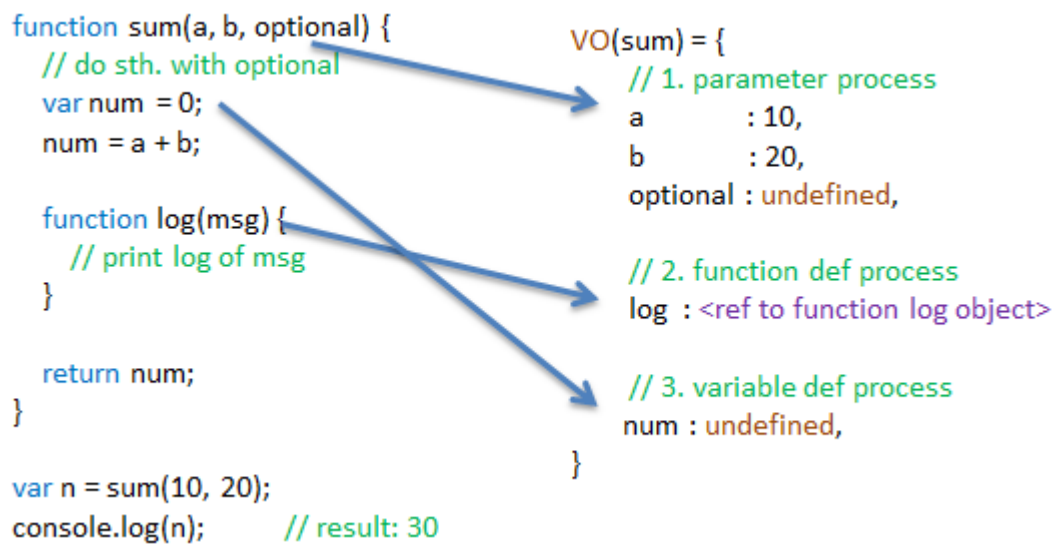 function sum(a, b, optional) {
// do sth. with optional
var num = 0;
num = a + b;
function log(msg) {
// print log of msg
}
return num;
}
var n = sum(10, 20);
console.log(n); // result: 30
VO(sum) = {
// 1. parameter process
a : 10,
b : 20,
optional : undefined,
// 2. function def process
log : <ref to function log object>
// 3. variable def process
num : undefined,
}